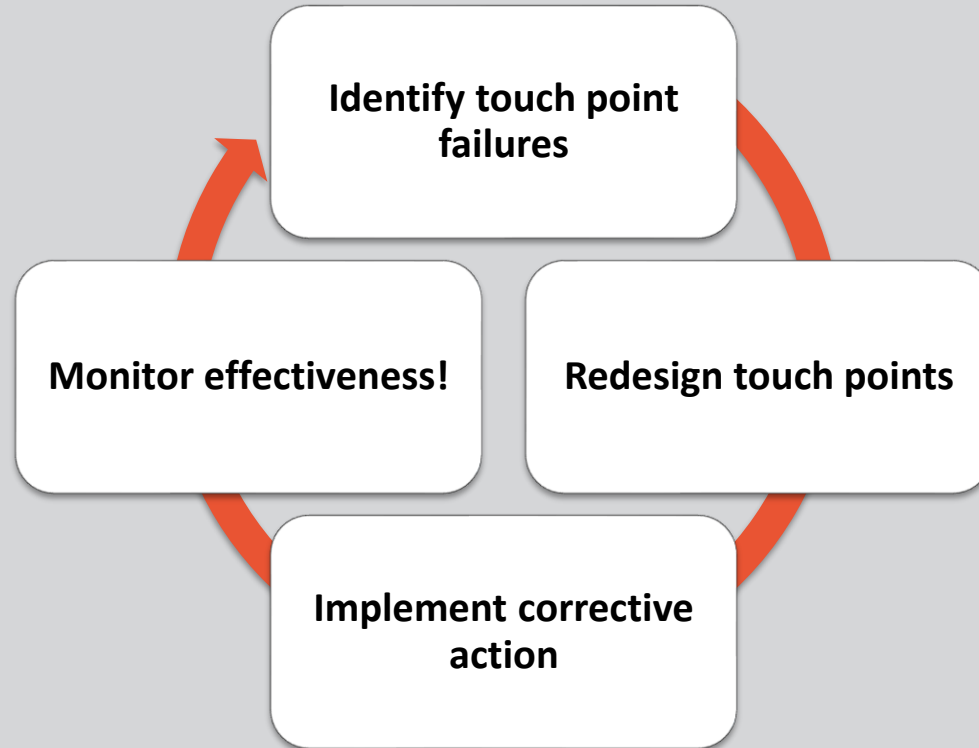 Identify touch point
failures
Redesign touch points
Implement corrective
action
Monitor effectiveness!